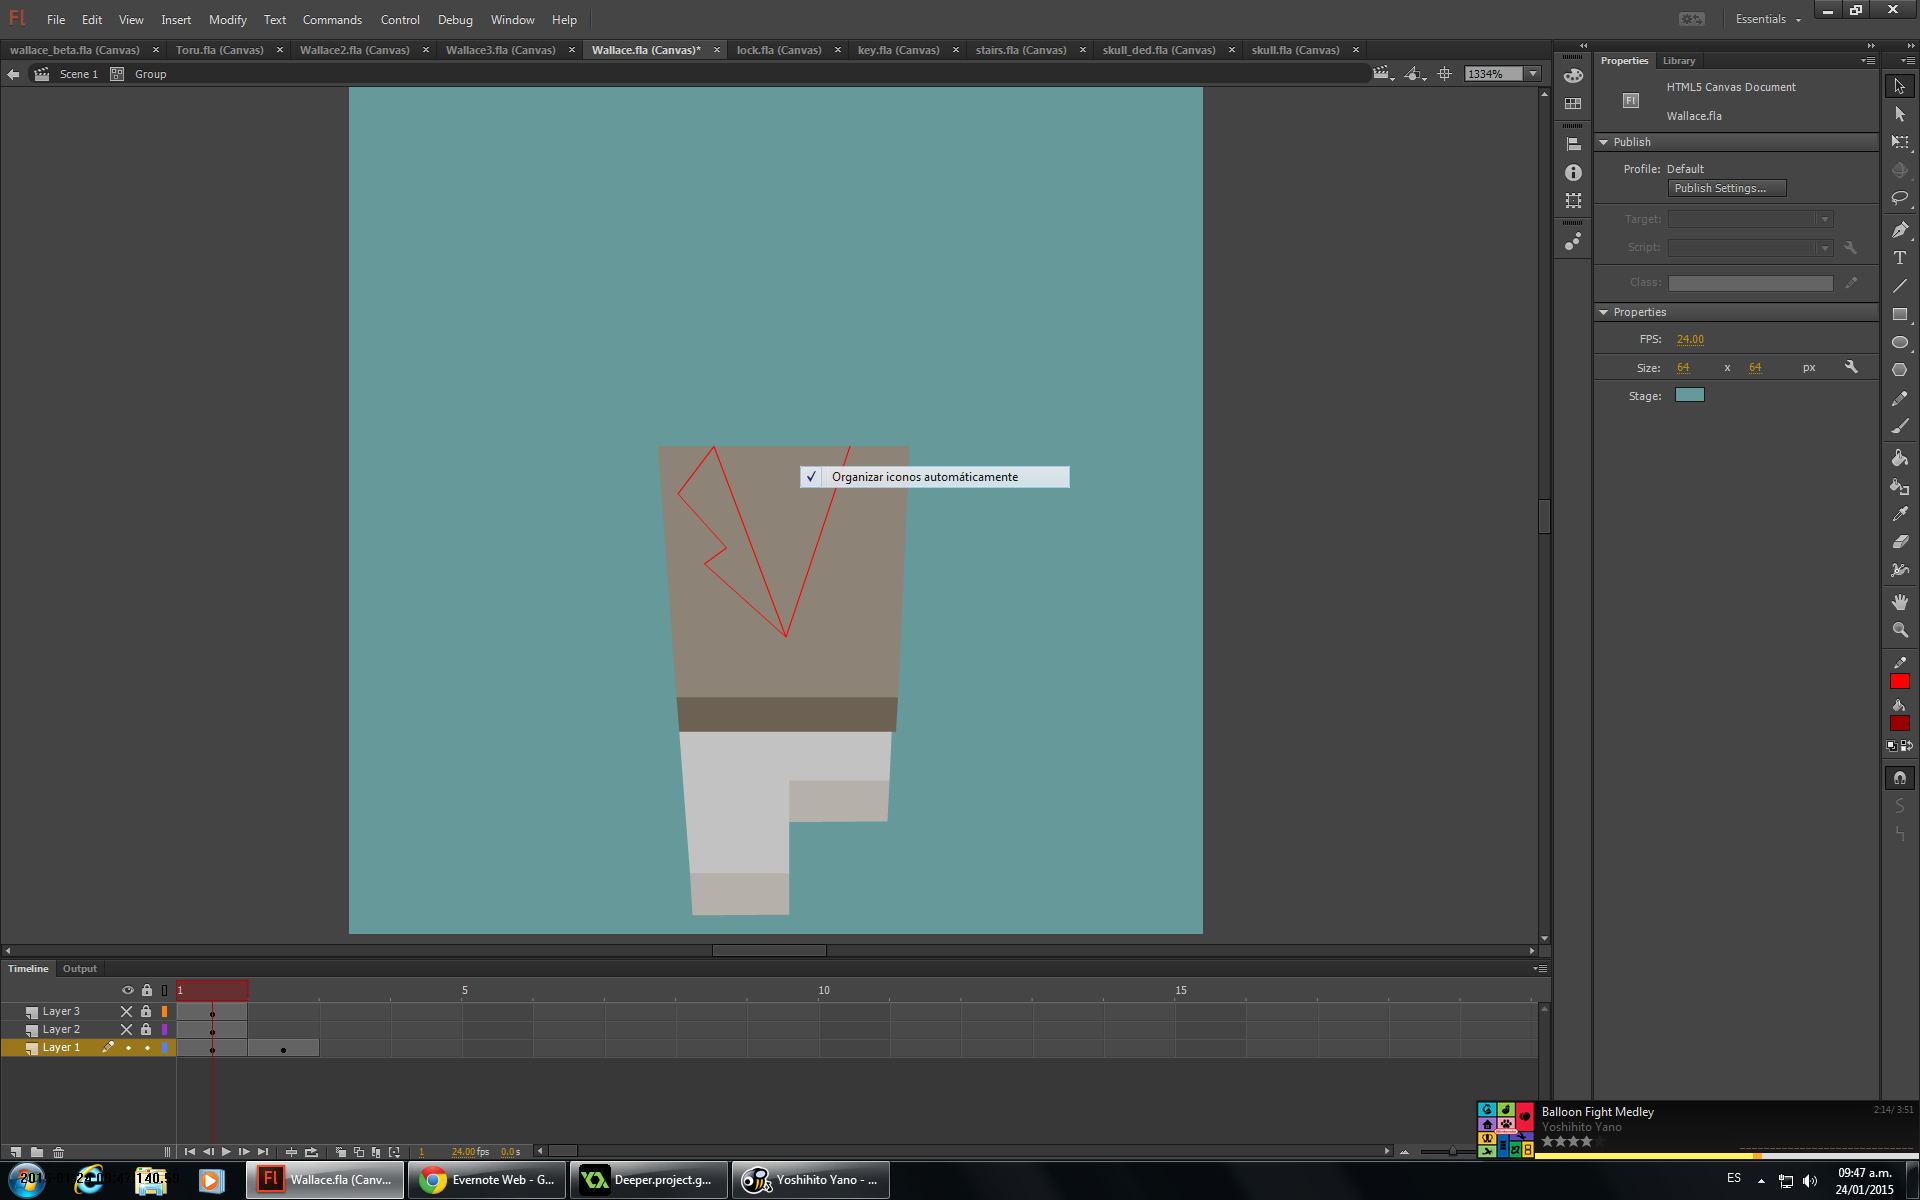 Fl File Edit View Insert Modify Text Commands Control Debug Window Help Essentials
wallace_beta.fla (Canvas) × Toru.fla (Canvas) × Wallace2.fla (Canvas) × Wallace3.fla (Canvas) × Wallace.fla (Canvas)* × lock.fla (Canvas) × key.fla (Canvas) × stairs.fla (Canvas) × skull_ded.fla (Canvas) × skull.fla (Canvas) ×
Scene 1 Group 1334%
Properties Library
HTML5 Canvas Document
Fl
Wallace.fla
Publish
Profile: Default
Publish Settings...
Target:
Script:
Class:
Properties
FPS: 24.00
Size: 64 x 64 px
Stage:
✓ Organizar iconos automáticamente
Timeline Output
1 5 10 15
Layer 3
Layer 2
Layer 1
1 24.00 fps 0.0 s
Balloon Fight Medley 2:14/ 3:51
Yoshihito Yano
Fl Wallace.fla (Canv... Evernote Web - G... Deeper.project.g... Yoshihito Yano - ...
ES
09:47 a.m.
24/01/2015